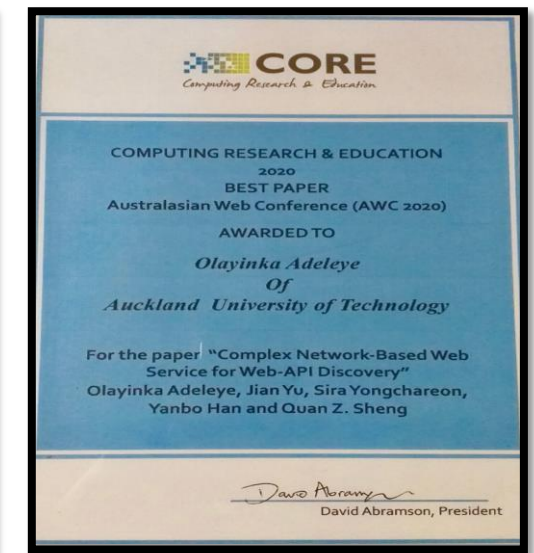 CORE
Computing Research & Education
COMPUTING RESEARCH & EDUCATION
2020
BEST PAPER
Australasian Web Conference (AWC 2020)
AWARDED TO
Olayinka Adeleye
Of
Auckland University of Technology
For the paper "Complex Network-Based Web
Service for Web-API Discovery"
Olayinka Adeleye, Jian Yu, Sira Yongchareon,
Yanbo Han and Quan Z. Sheng
David Abramson, President